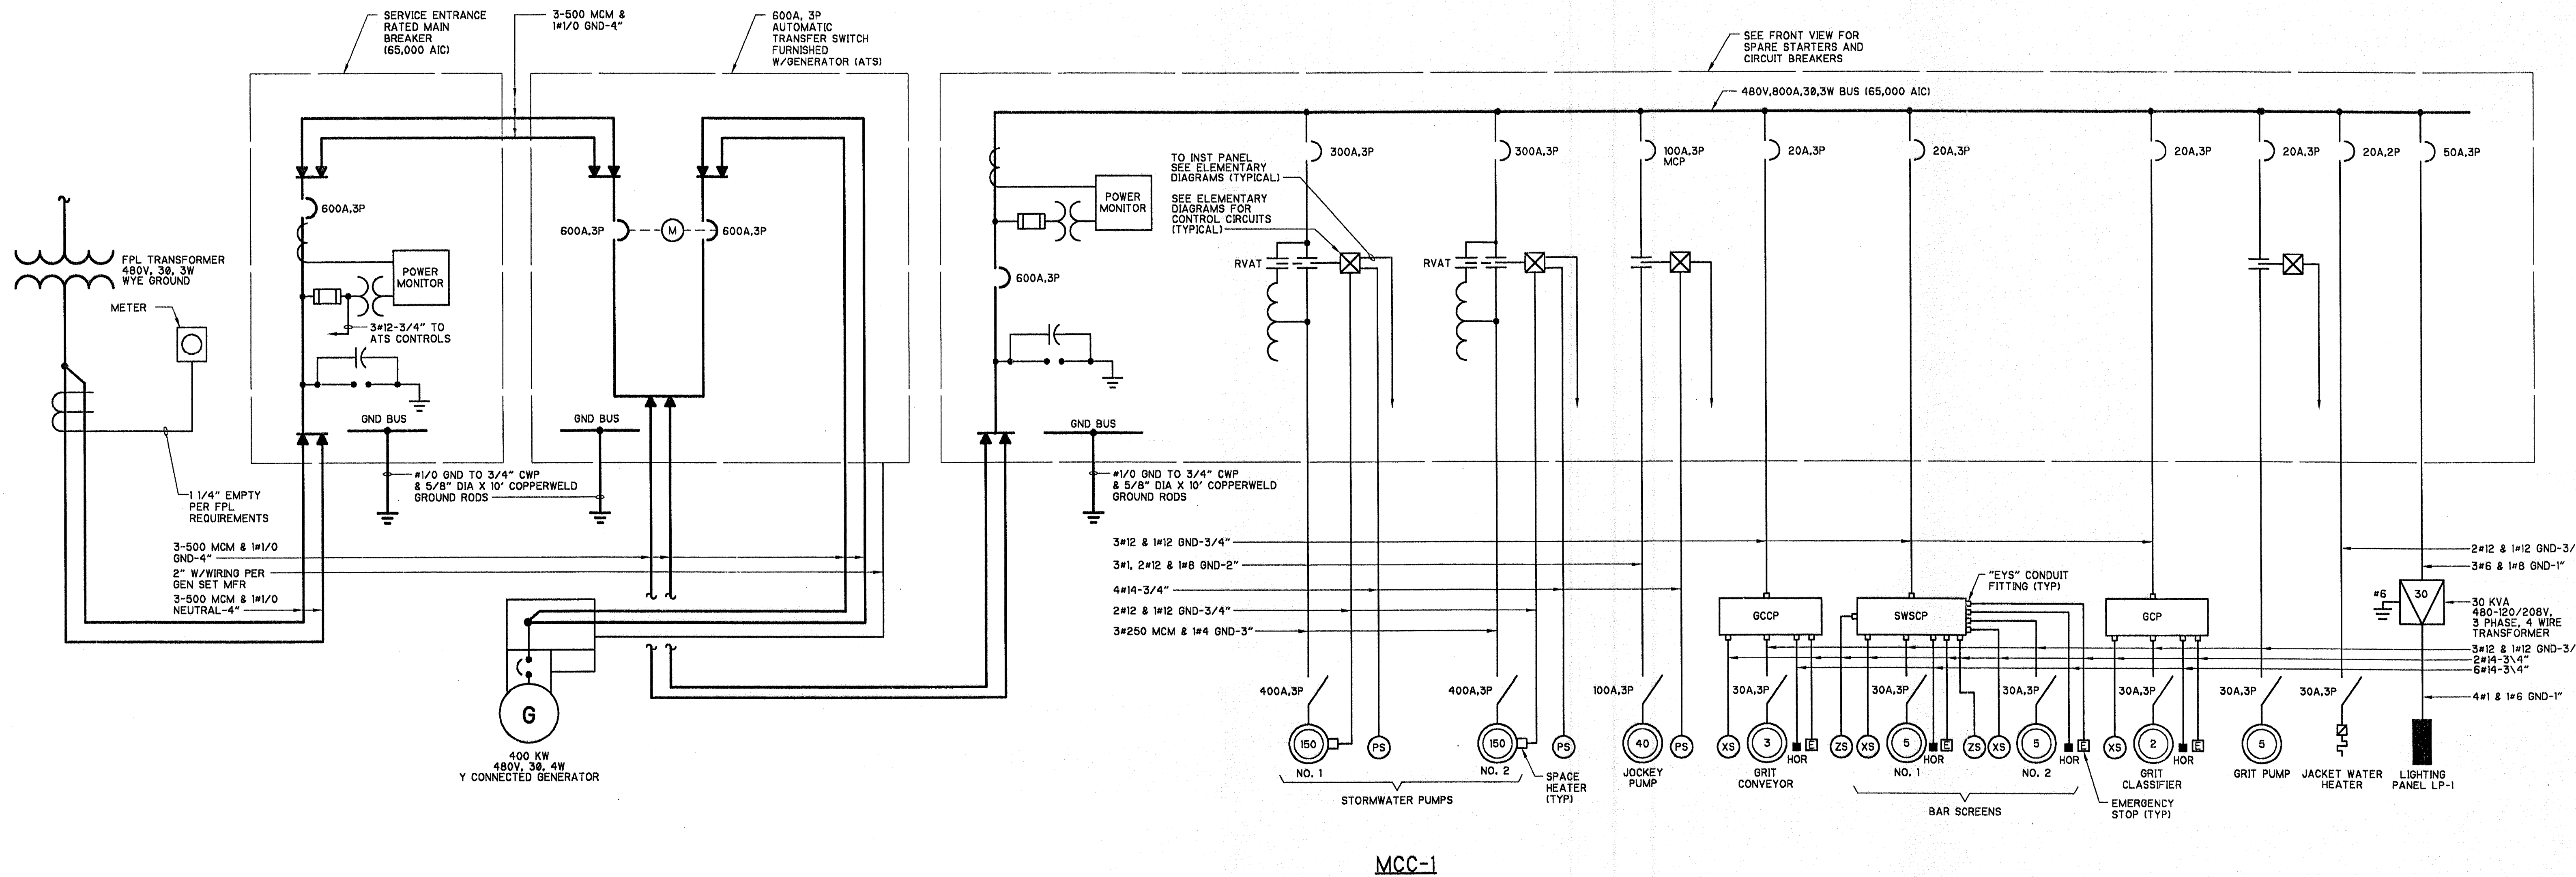 SERVICE ENTRANCE
RATED MAIN
BREAKER
(65,000 AIC)
3-500 MCM &
1#1/0 GND-4"
600A, 3P
AUTOMATIC
TRANSFER SWITCH
FURNISHED
W/GENERATOR (ATS)
SEE FRONT VIEW FOR
SPARE STARTERS AND
CIRCUIT BREAKERS
480V,800A,30,3W BUS (65,000 AIC)
600A,3P
POWER
MONITOR
3#12-3/4" TO
ATS CONTROLS
GND BUS
FPL TRANSFORMER
480V, 30, 3W
WYE GROUND
METER
1 1/4" EMPTY
PER FPL
REQUIREMENTS
600A,3P
M
600A,3P
GND BUS
#1/0 GND TO 3/4" CWP
& 5/8" DIA X 10' COPPERWELD
GROUND RODS
POWER
MONITOR
600A,3P
GND BUS
#1/0 GND TO 3/4" CWP
& 5/8" DIA X 10' COPPERWELD
GROUND RODS
TO INST PANEL
SEE ELEMENTARY
DIAGRAMS (TYPICAL)
SEE ELEMENTARY
DIAGRAMS FOR
CONTROL CIRCUITS
(TYPICAL)
300A,3P
300A,3P
100A,3P
MCP
20A,3P
20A,3P
20A,3P
20A,3P
20A,2P
50A,3P
RVAT
RVAT
3-500 MCM & 1#1/0
GND-4"
2" W/WIRING PER
GEN SET MFR
3-500 MCM & 1#1/0
NEUTRAL-4"
G
400 KW
480V, 30, 4W
Y CONNECTED GENERATOR
3#12 & 1#12 GND-3/4"
3#1, 2#12 & 1#8 GND-2"
4#14-3/4"
2#12 & 1#12 GND-3/4"
3#250 MCM & 1#4 GND-3"
"EYS" CONDUIT
FITTING (TYP)
GCCP
SWSCP
GCP
#6
30
2#12 & 1#12 GND-3/
3#6 & 1#8 GND-1"
30 KVA
480-120/208V,
3 PHASE, 4 WIRE
TRANSFORMER
3#12 & 1#12 GND-3/
2#14-3\4"
6#14-3\4"
4#1 & 1#6 GND-1"
400A,3P
400A,3P
100A,3P
30A,3P
30A,3P
30A,3P
30A,3P
30A,3P
30A,3P
150
PS
150
PS
40
PS
XS
3
HOR
E
ZS
XS
5
HOR
E
ZS
XS
5
HOR
E
XS
2
HOR
E
5
NO. 1
NO. 2
STORMWATER PUMPS
SPACE
HEATER
(TYP)
JOCKEY
PUMP
GRIT
CONVEYOR
NO. 1
NO. 2
BAR SCREENS
EMERGENCY
STOP (TYP)
GRIT
CLASSIFIER
GRIT PUMP
JACKET WATER
HEATER
LIGHTING
PANEL LP-1
MCC-1